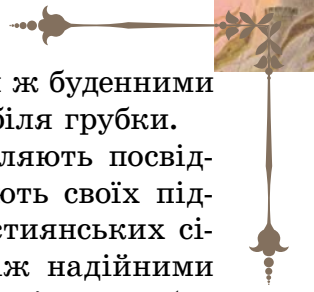 ж буденними
біля грубки.
ляють посвід-
ють своїх під-
стиянських сі-
іж надійними